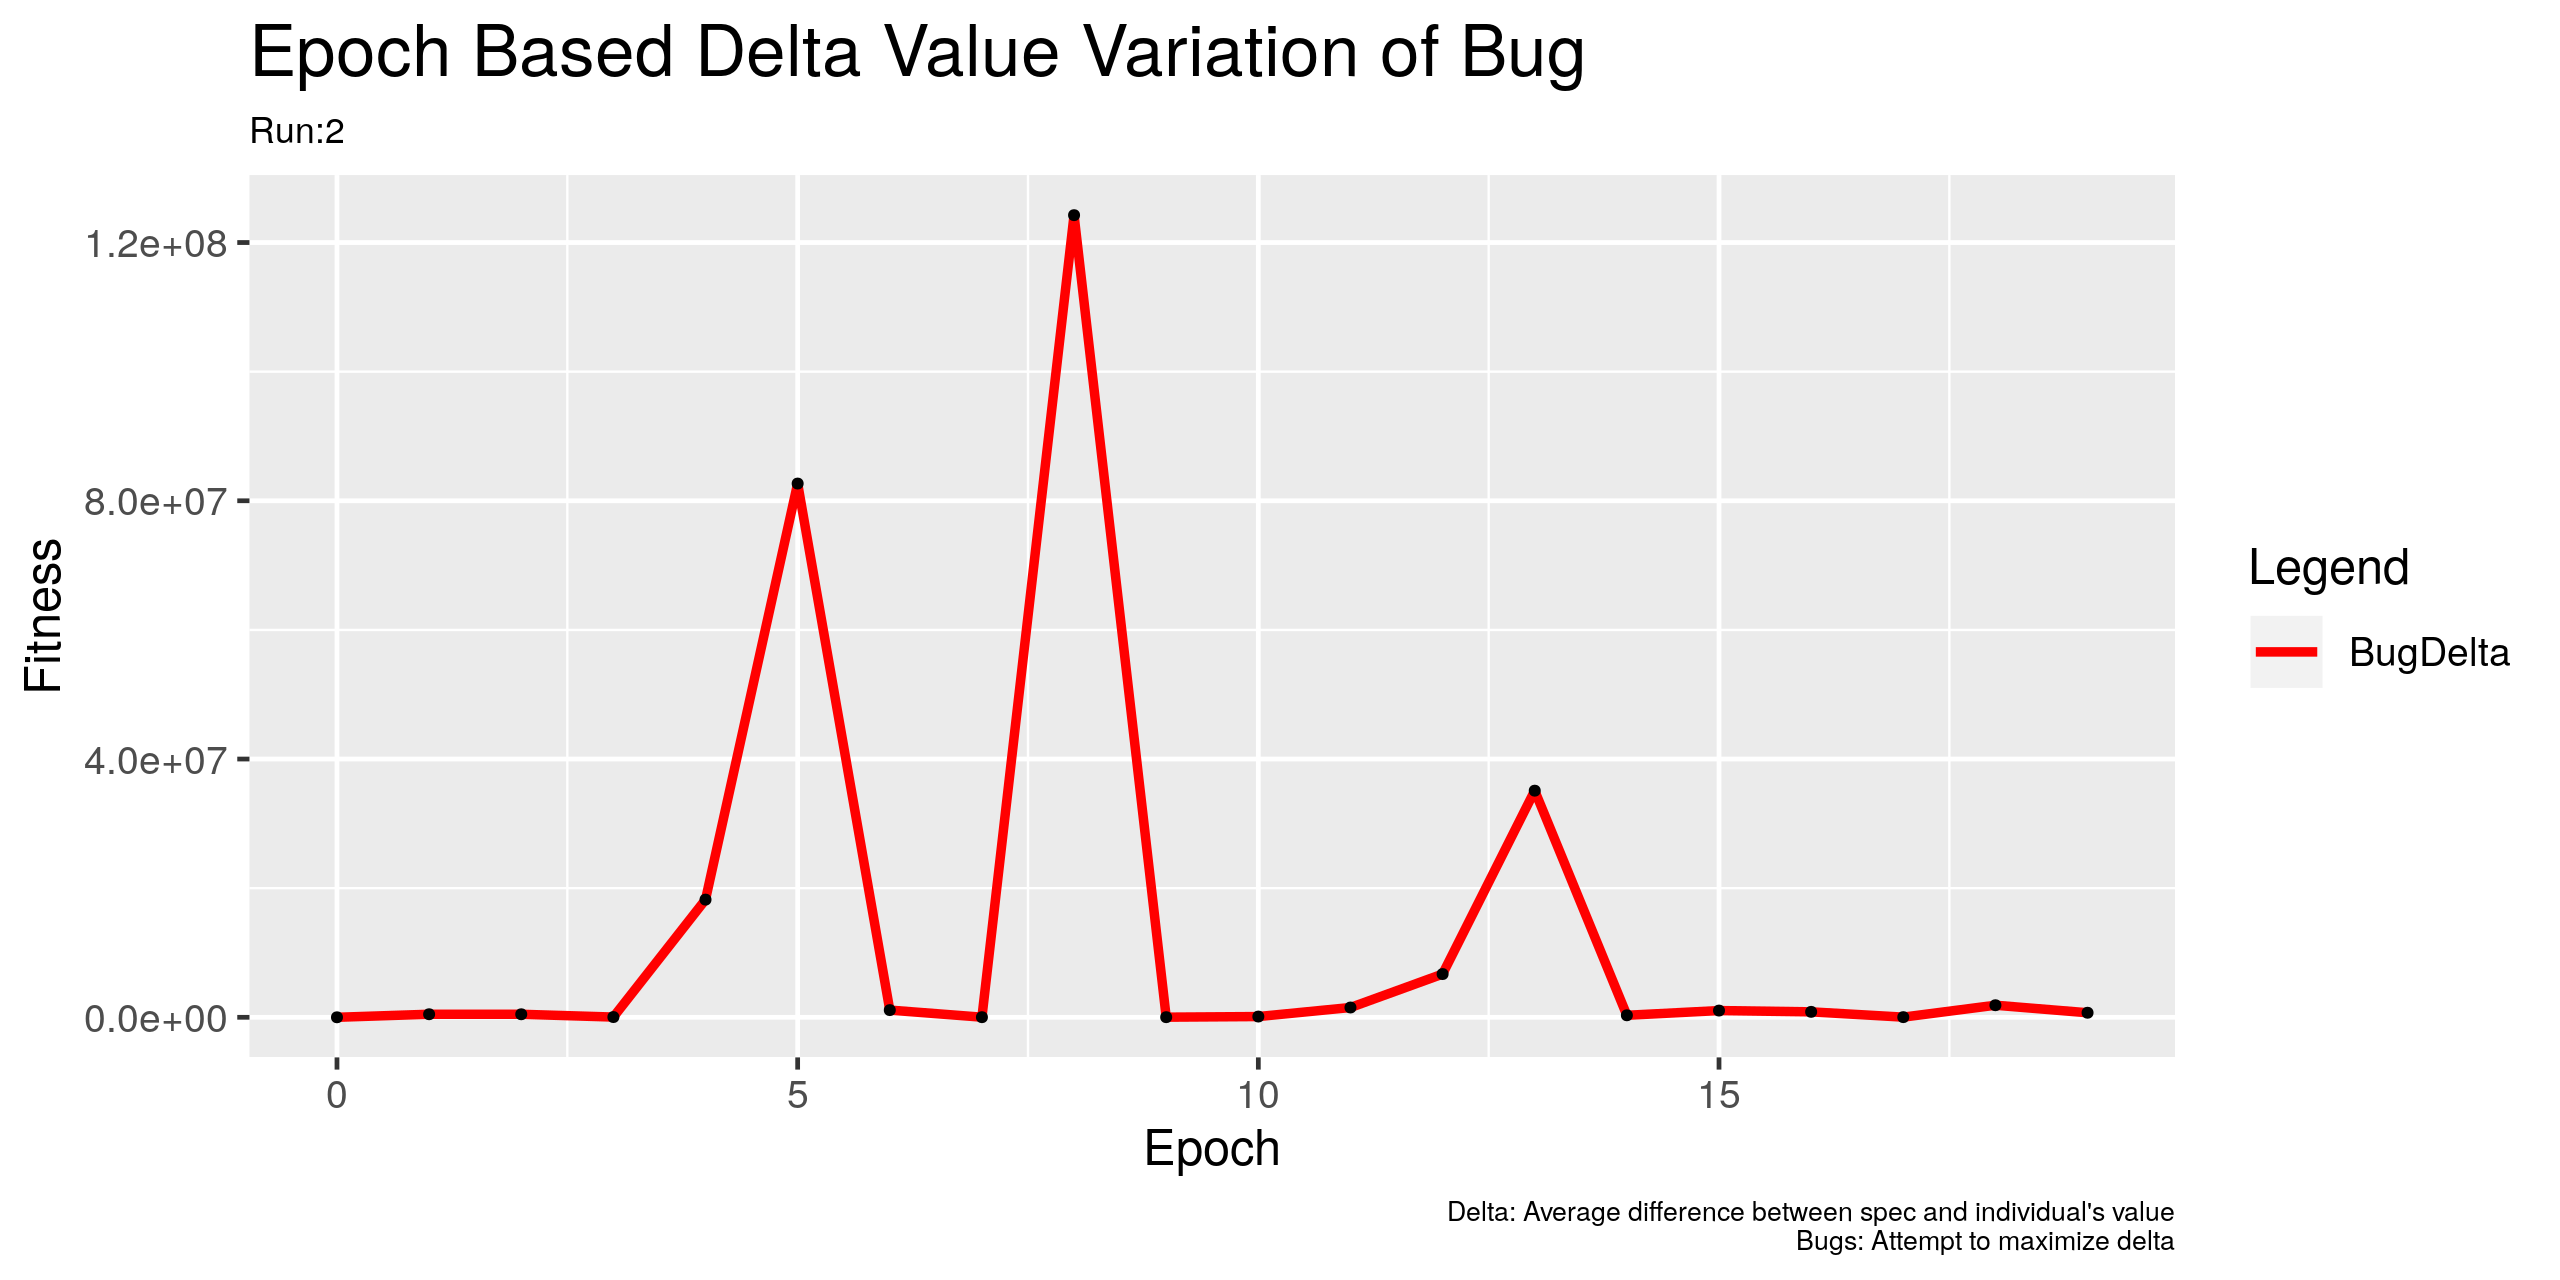 Epoch Based Delta Value Variation of Bug
Run:2
1.2e+08
8.0e+07
4.0e+07
0.0e+00
Fitness
0 5 10 15
Epoch
Legend
BugDelta
Delta: Average difference between spec and individual's value
Bugs: Attempt to maximize delta